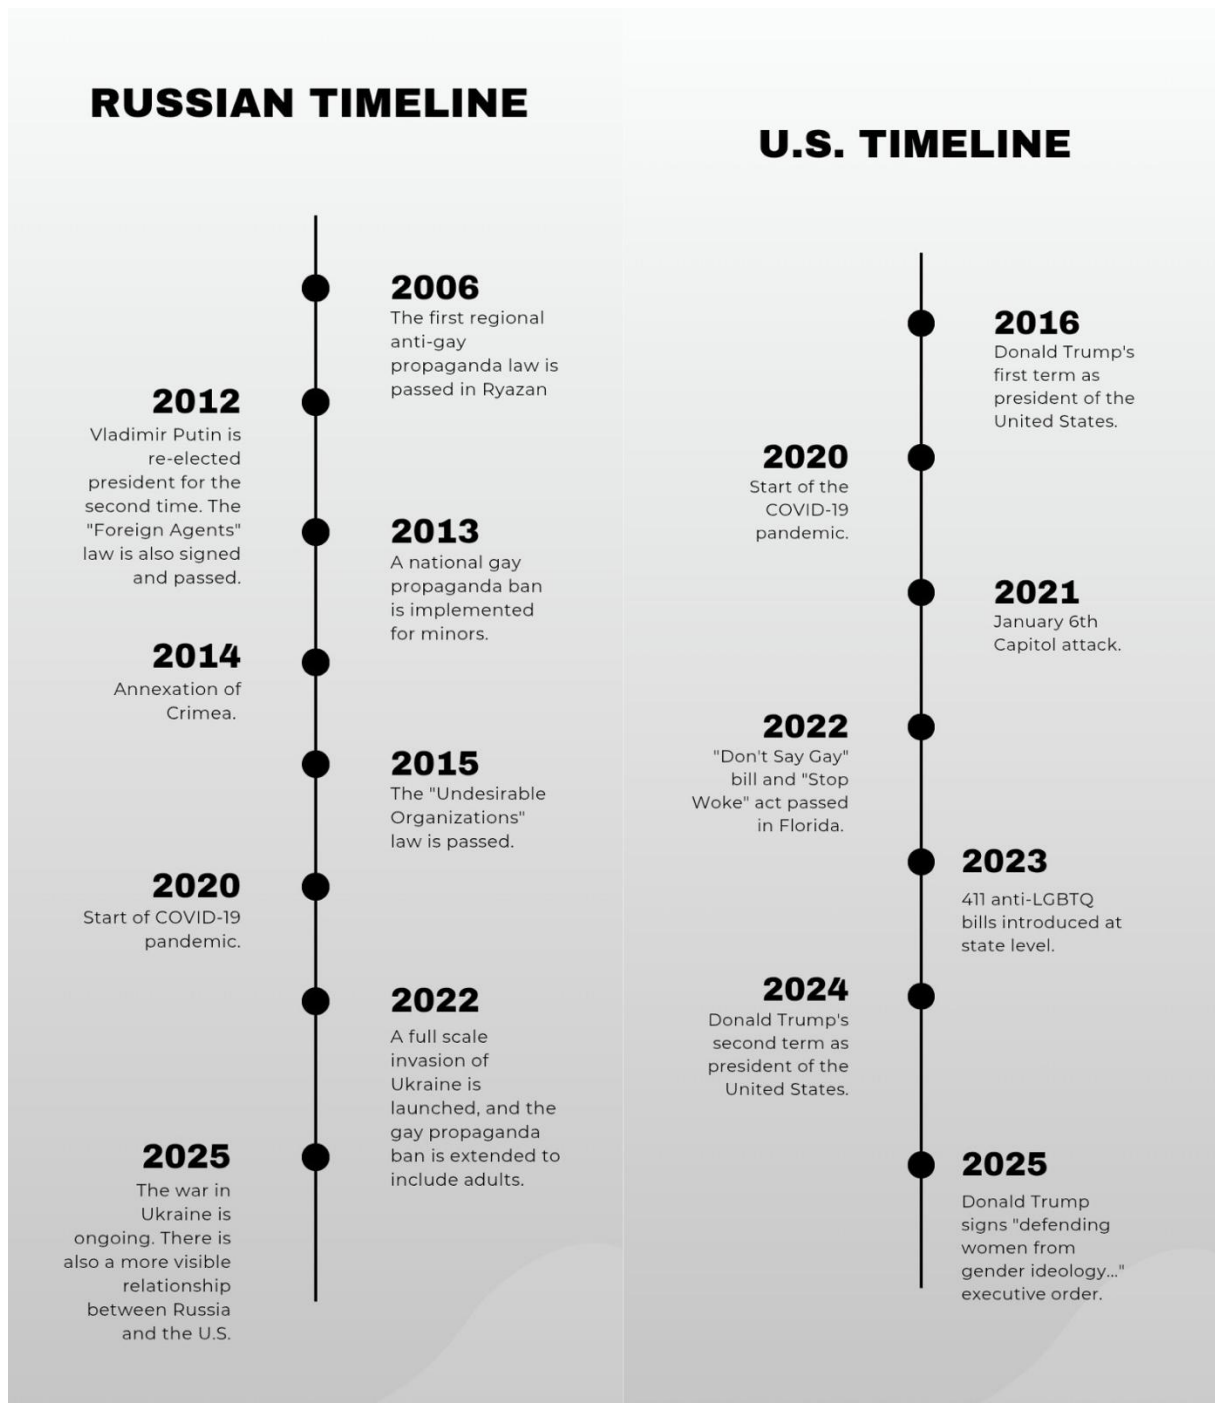 RUSSIAN TIMELINE
2006
The first regional
anti-gay
propaganda law is
passed in Ryazan
2012
Vladimir Putin is
re-elected
president for the
second time. The
"Foreign Agents"
law is also signed
and passed.
2013
A national gay
propaganda ban
is implemented
for minors.
2014
Annexation of
Crimea.
2015
The "Undesirable
Organizations"
law is passed.
2020
Start of COVID-19
pandemic.
2022
A full scale
invasion of
Ukraine is
launched, and the
gay propaganda
ban is extended to
include adults.
2025
The war in
Ukraine is
ongoing. There is
also a more visible
relationship
between Russia
and the U.S.
U.S. TIMELINE
2016
Donald Trump's
first term as
president of the
United States.
2020
Start of the
COVID-19
pandemic.
2021
January 6th
Capitol attack.
2022
"Don't Say Gay"
bill and "Stop
Woke" act passed
in Florida.
2023
411 anti-LGBTQ
bills introduced at
state level.
2024
Donald Trump's
second term as
president of the
United States.
2025
Donald Trump
signs "defending
women from
gender ideology..."
executive order.